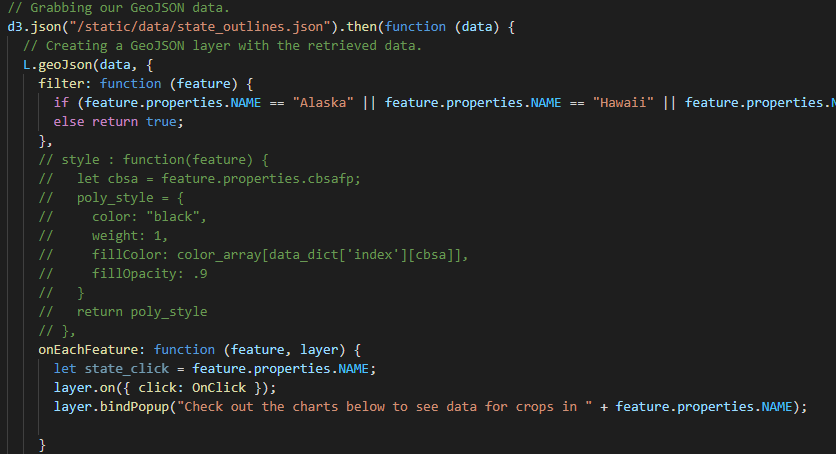 // Grabbing our GeoJSON data.
d3.json("/static/data/state_outlines.json").then(function (data) {
// Creating a GeoJSON layer with the retrieved data.
L.geoJson(data, {
filter: function (feature) {
if (feature.properties.NAME == "Alaska" || feature.properties.NAME == "Hawaii" || feature.properties.
else return true;
},
// style : function(feature) {
//   let cbsa = feature.properties.cbsafp;
//   poly_style = {
//     color: "black",
//     weight: 1,
//     fillColor: color_array[data_dict['index'][cbsa]],
//     fillOpacity: .9
//   }
//   return poly_style
// },
onEachFeature: function (feature, layer) {
let state_click = feature.properties.NAME;
layer.on({ click: OnClick });
layer.bindPopup("Check out the charts below to see data for crops in " + feature.properties.NAME);
}